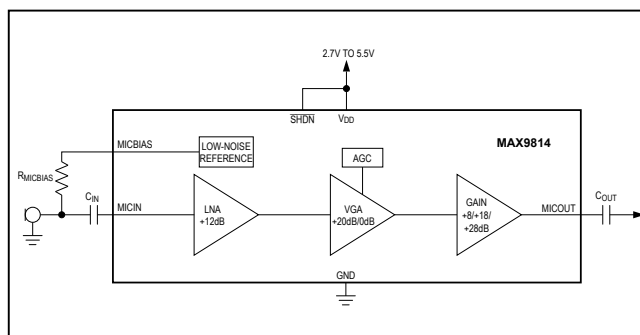 2.7V TO 5.5V
SHDN
VDD
MAX9814
MICBIAS
LOW-NOISE
REFERENCE
AGC
RMICBIAS
CIN
MICIN
LNA
+12dB
VGA
+20dB/0dB
GAIN
+8/+18/
+28dB
MICOUT
COUT
GND